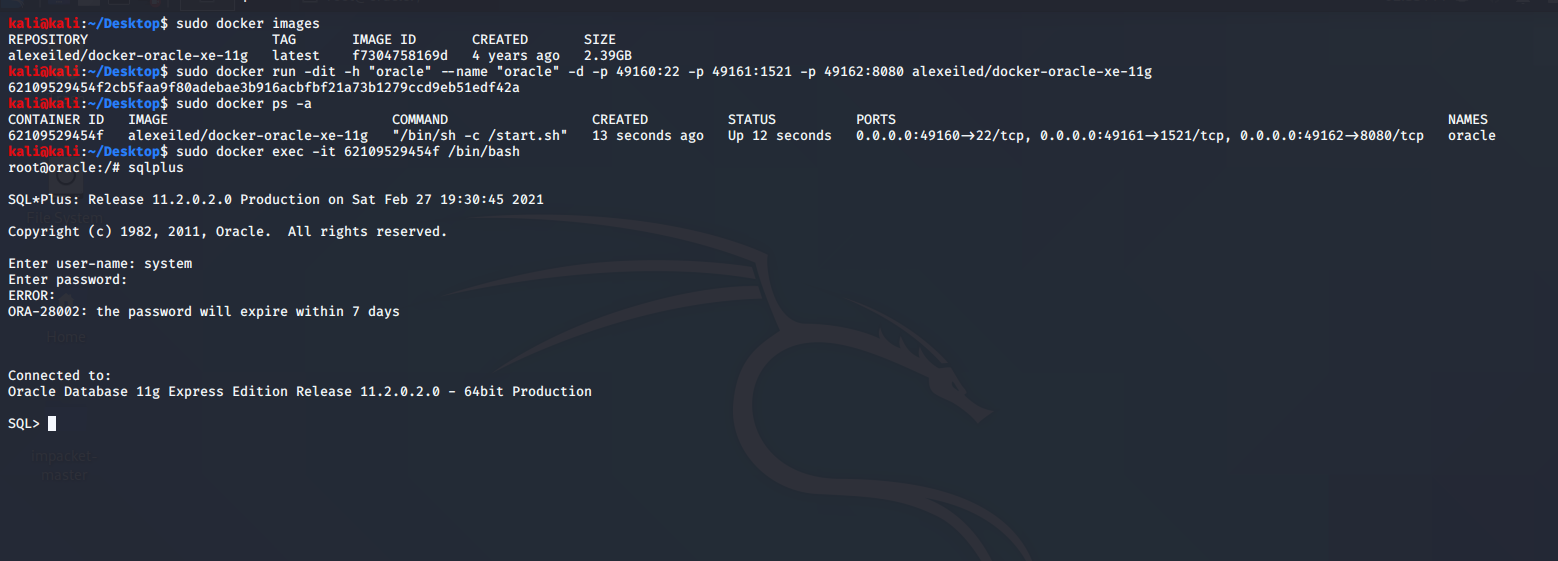 kali@kali:~/Desktop$ sudo docker images
REPOSITORY                       TAG       IMAGE ID       CREATED       SIZE
alexeiled/docker-oracle-xe-11g   latest    f7304758169d   4 years ago   2.39GB
kali@kali:~/Desktop$ sudo docker run -dit -h "oracle" --name "oracle" -d -p 49160:22 -p 49161:1521 -p 49162:8080 alexeiled/docker-oracle-xe-11g
62109529454f2cb5faa9f80adebae3b916acbfbf21a73b1279ccd9eb51edf42a
kali@kali:~/Desktop$ sudo docker ps -a
CONTAINER ID   IMAGE                            COMMAND                  CREATED          STATUS          PORTS                                                                NAMES
62109529454f   alexeiled/docker-oracle-xe-11g   "/bin/sh -c /start.sh"   13 seconds ago   Up 12 seconds   0.0.0.0:49160→22/tcp, 0.0.0.0:49161→1521/tcp, 0.0.0.0:49162→8080/tcp   oracle
kali@kali:~/Desktop$ sudo docker exec -it 62109529454f /bin/bash
root@oracle:/# sqlplus
SQL*Plus: Release 11.2.0.2.0 Production on Sat Feb 27 19:30:45 2021
File System
Copyright (c) 1982, 2011, Oracle.  All rights reserved.
Enter user-name: system
Enter password:
ERROR:
ORA-28002: the password will expire within 7 days
Home
Connected to:
Oracle Database 11g Express Edition Release 11.2.0.2.0 - 64bit Production
SQL>
impacket-
master